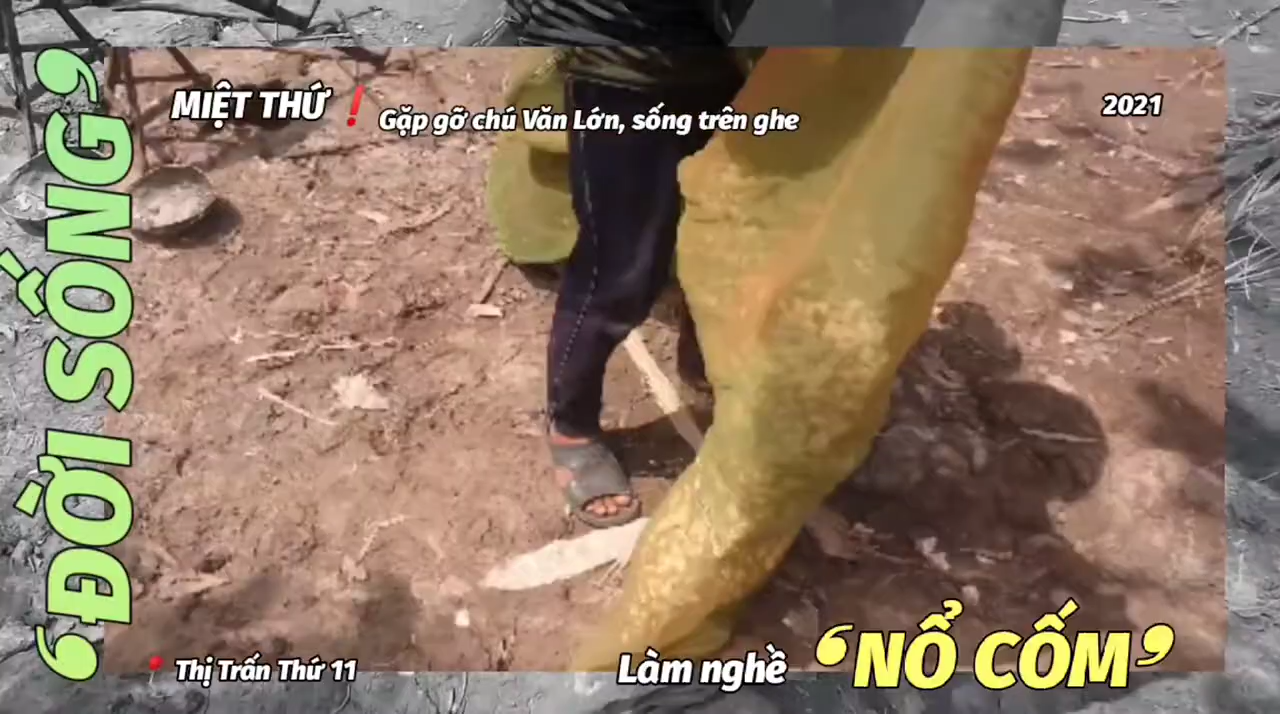 ‘ĐỜI SỐNG’
MIỆT THỨ❗
Gặp gỡ chú Văn Lớn, sống trên ghe
2021
📍 Thị Trấn Thứ 11
Làm nghề ‘NỔ CỐM’